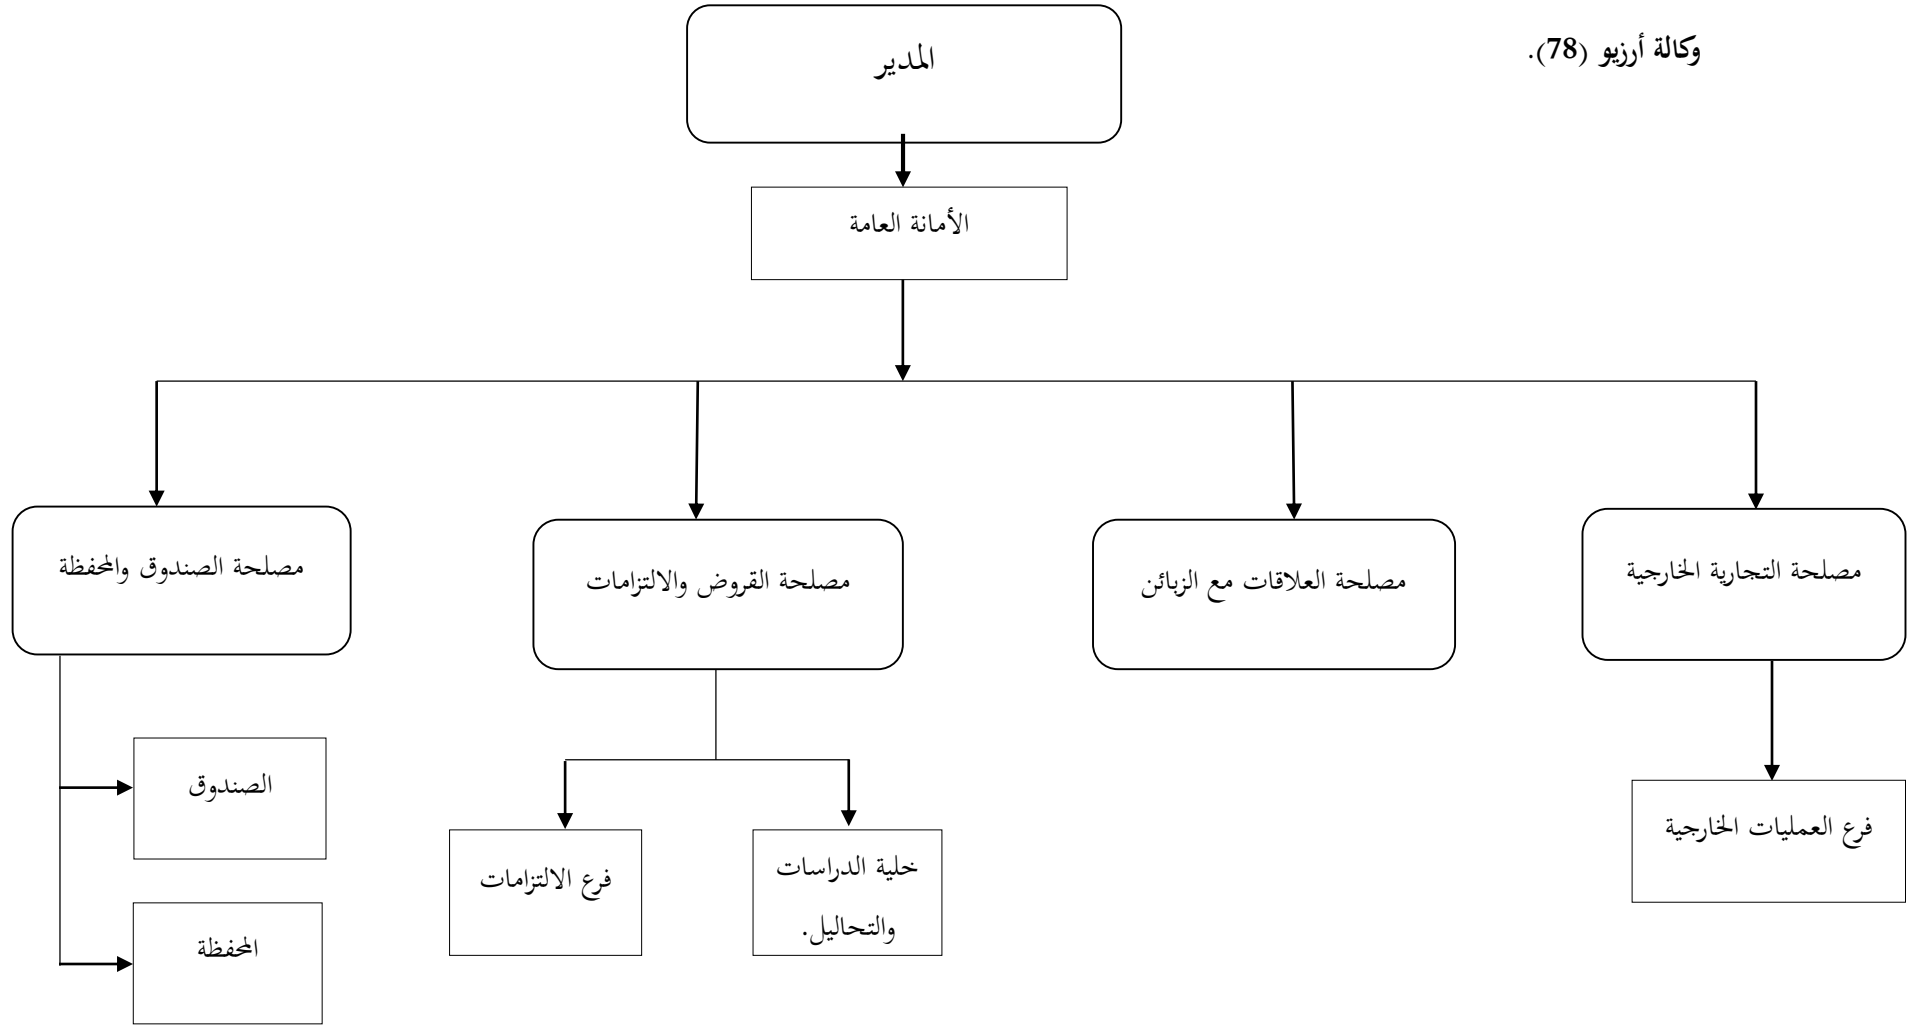 وكالة أرزيو (78).
المدير
الأمانة العامة
مصلحة التجارية الخارجية
مصلحة العلاقات مع الزبائن
مصلحة القروض والالتزامات
مصلحة الصندوق والمحفظة
فرع العمليات الخارجية
خلية الدراسات
والتحاليل.
فرع الالتزامات
الصندوق
المحفظة